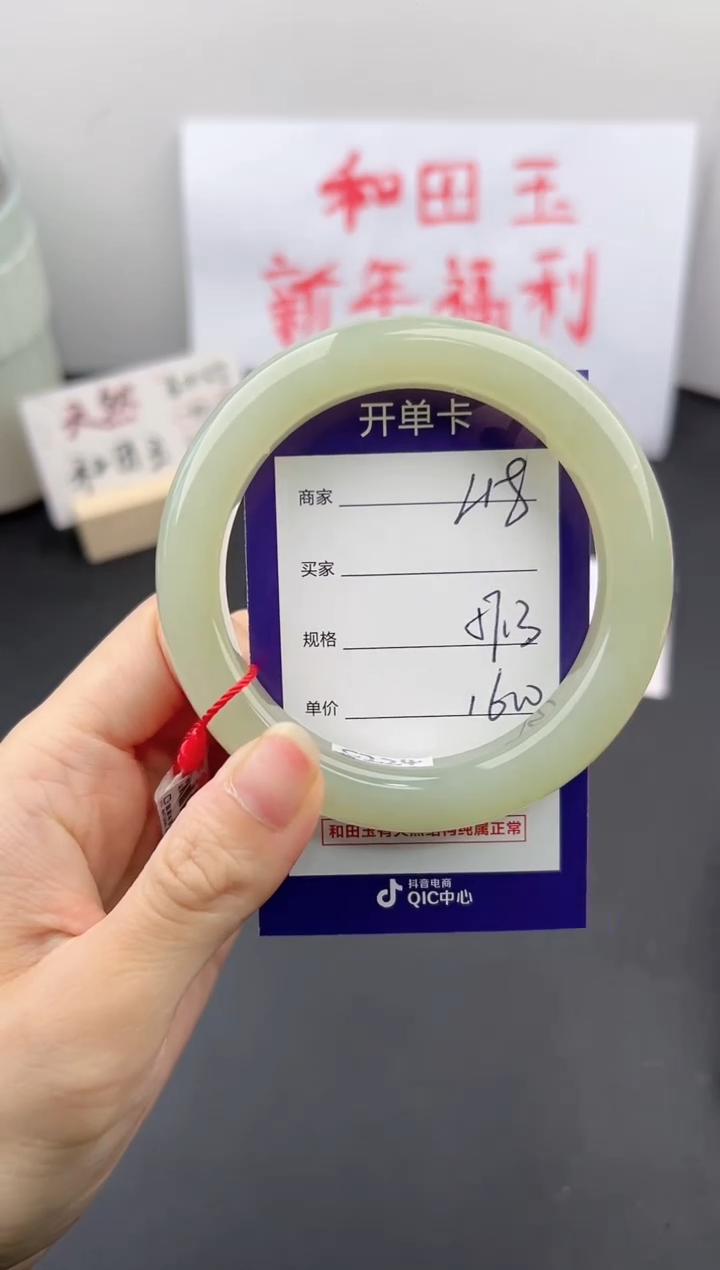 和田玉
新年福利
天然
和田玉
开单卡
商家 418
买家
规格
单价 1600
和田玉有天然结构纯属正常
抖音电商
QIC中心